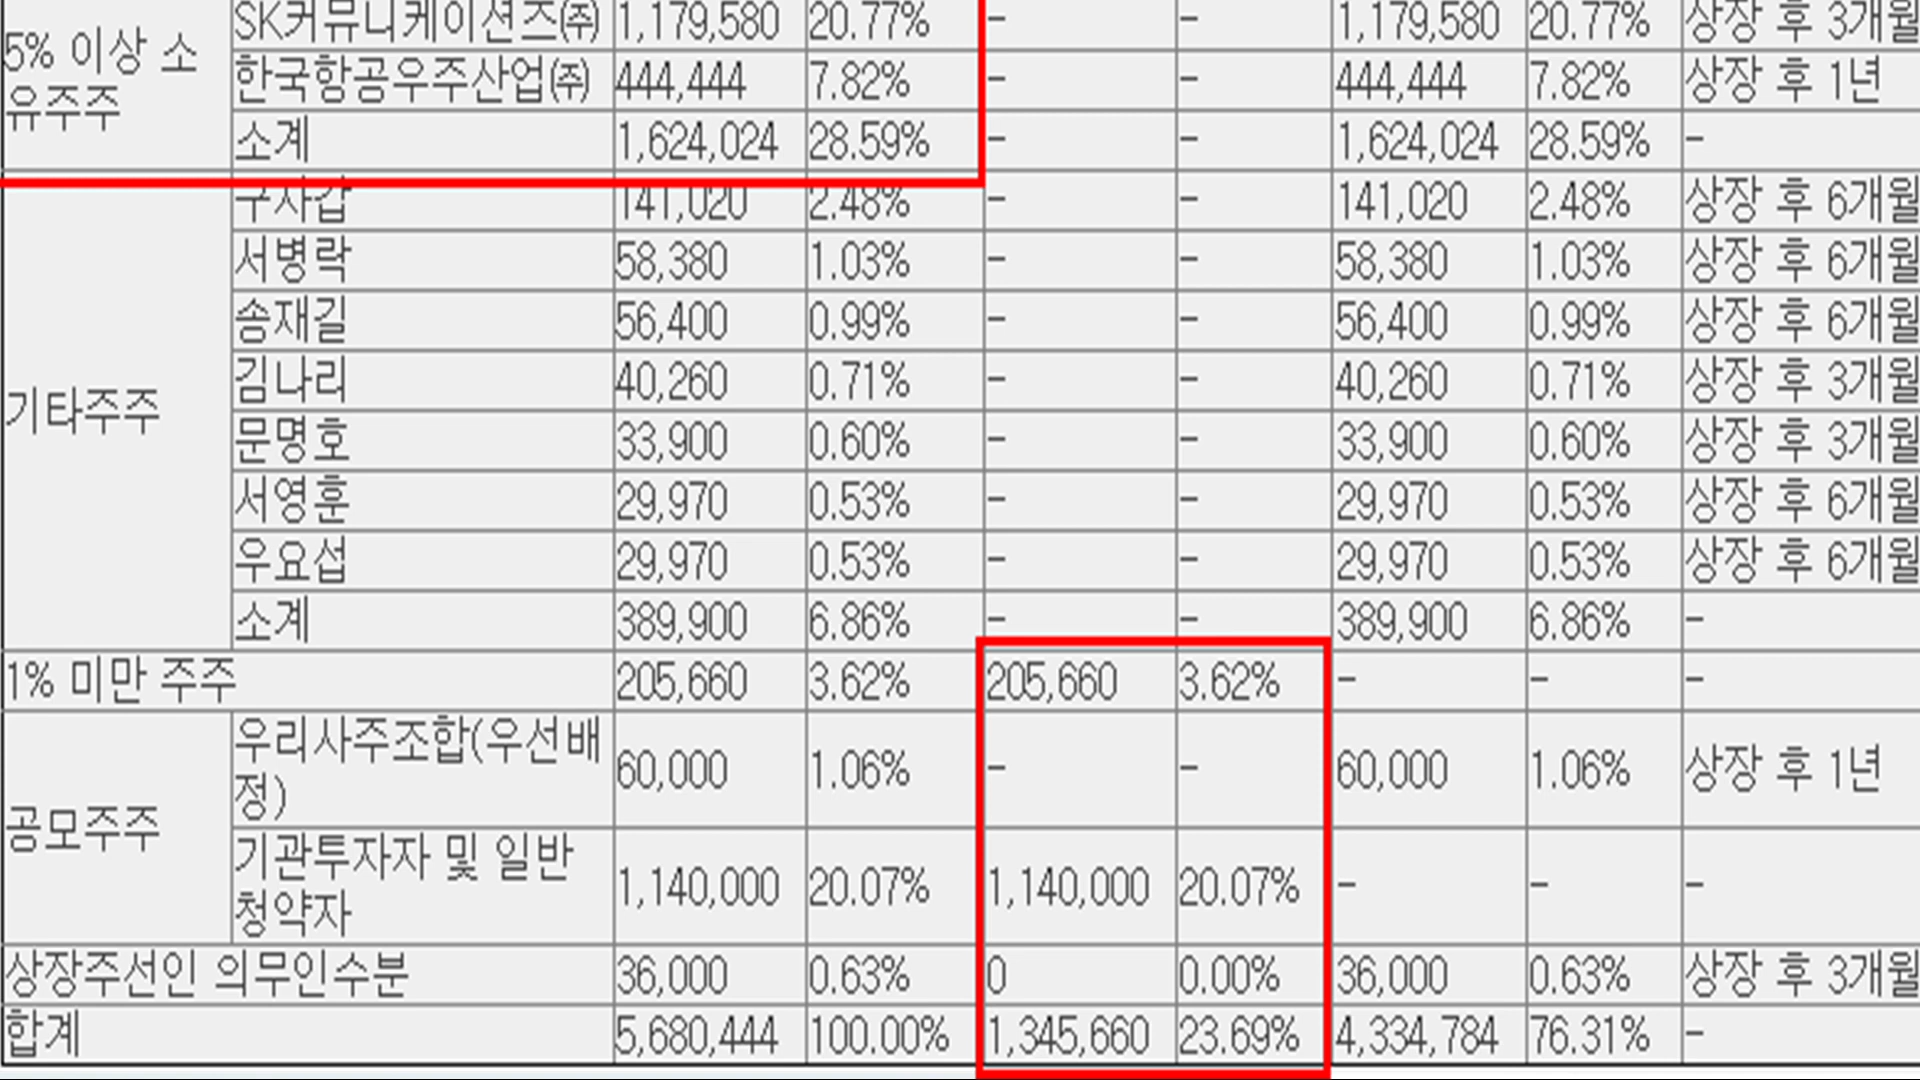 5% 이상 소
유주주
SK커뮤니케이션즈㈜ 1,179,580 20.77% - - 1,179,580 20.77% 상장 후 3개월
한국항공우주산업㈜ 444,444 7.82% - - 444,444 7.82% 상장 후 1년
소계 1,624,024 28.59% - - 1,624,024 28.59% -
기타주주
구자갑 141,020 2.48% - - 141,020 2.48% 상장 후 6개월
서병락 58,380 1.03% - - 58,380 1.03% 상장 후 6개월
송재길 56,400 0.99% - - 56,400 0.99% 상장 후 6개월
김나리 40,260 0.71% - - 40,260 0.71% 상장 후 3개월
문명호 33,900 0.60% - - 33,900 0.60% 상장 후 3개월
서영훈 29,970 0.53% - - 29,970 0.53% 상장 후 6개월
우요섭 29,970 0.53% - - 29,970 0.53% 상장 후 6개월
소계 389,900 6.86% - - 389,900 6.86% -
1% 미만 주주 205,660 3.62% 205,660 3.62% - - -
공모주주
우리사주조합(우선배
정) 60,000 1.06% - - 60,000 1.06% 상장 후 1년
기관투자자 및 일반
청약자 1,140,000 20.07% 1,140,000 20.07% - - -
상장주선인 의무인수분 36,000 0.63% 0 0.00% 36,000 0.63% 상장 후 3개월
합계 5,680,444 100.00% 1,345,660 23.69% 4,334,784 76.31% -